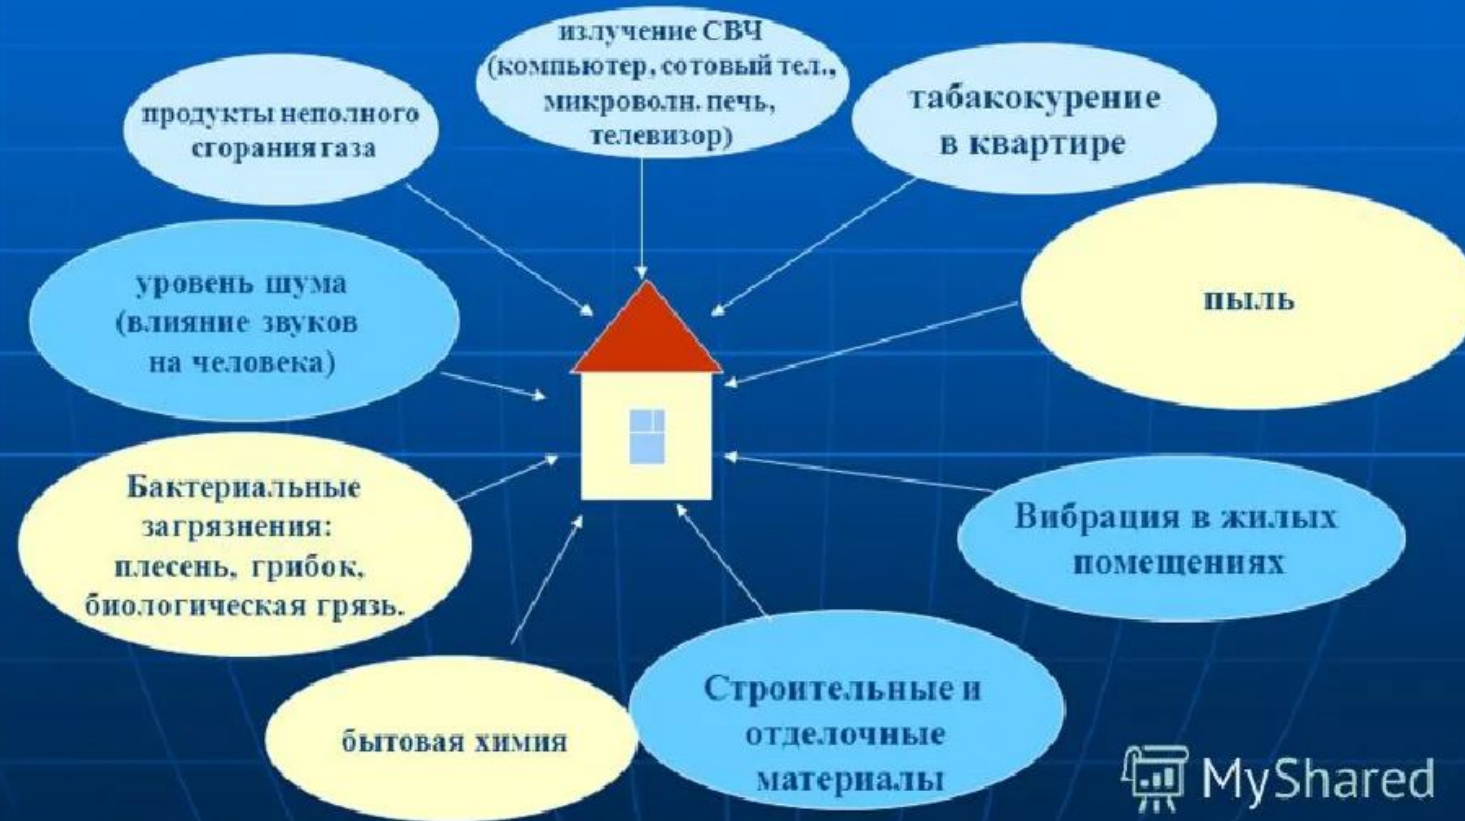 излучение СВЧ
(компьютер, сотовый тел.,
микроволн. печь,
телевизор)
продукты неполного
сгорания газа
табакокурение
в квартире
уровень шума
(влияние звуков
на человека)
пыль
Бактериальные
загрязнения:
плесень, грибок,
биологическая грязь.
Вибрация в жилых
помещениях
бытовая химия
Строительные и
отделочные
материалы
MyShared